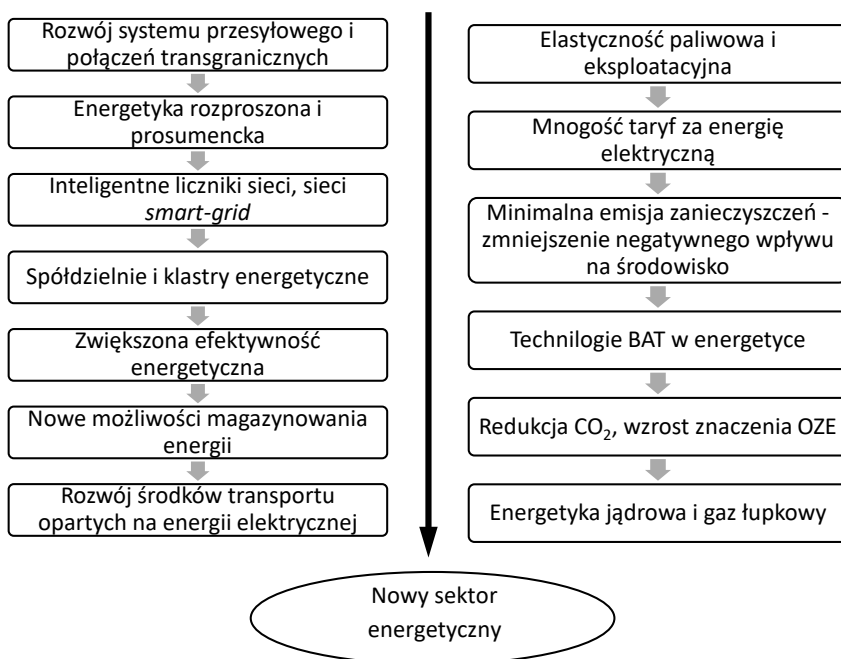 Rozwój systemu przesyłowego i
połączeń transgranicznych
Energetyka rozproszona i
prosumencka
Inteligentne liczniki sieci, sieci
smart-grid
Spółdzielnie i klastry energetyczne
Zwiększona efektywność
energetyczna
Nowe możliwości magazynowania
energii
Rozwój środków transportu
opartych na energii elektrycznej
Elastyczność paliwowa i
eksploatacyjna
Mnogość taryf za energię
elektryczną
Minimalna emisja zanieczyszczeń -
zmniejszenie negatywnego wpływu
na środowisko
Technilogie BAT w energetyce
Redukcja CO₂, wzrost znaczenia OZE
Energetyka jądrowa i gaz łupkowy
Nowy sektor
energetyczny